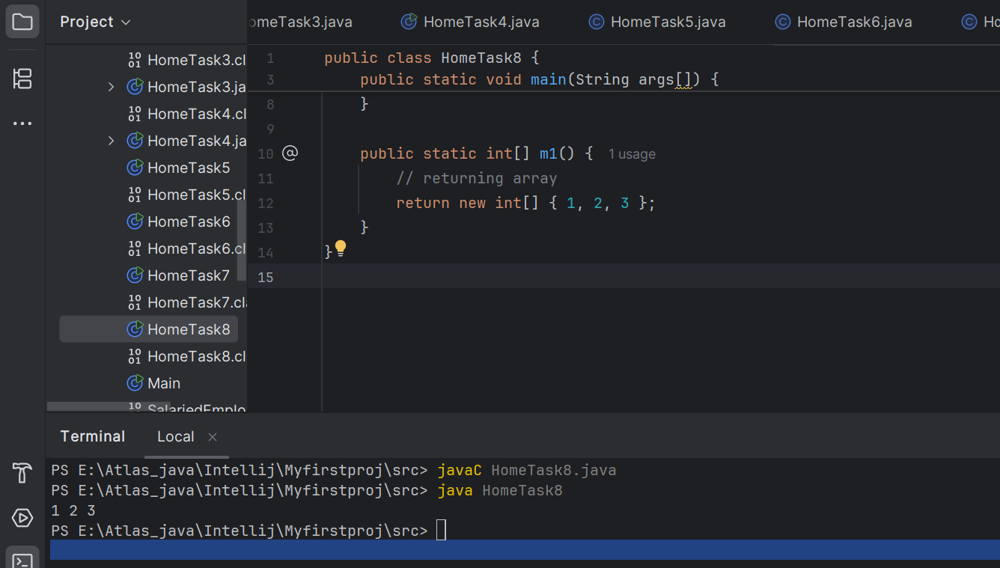 Project
HomeTask3.cl
HomeTask3.ja
HomeTask4.cl
HomeTask4.ja
HomeTask5
HomeTask5.cl
HomeTask6
HomeTask6.cl
HomeTask7
HomeTask7.cla
HomeTask8
HomeTask8.cl
Main
SalariedEmplo
omeTask3.java HomeTask4.java HomeTask5.java HomeTask6.java Ho
1 public class HomeTask8 {
3 public static void main(String args[]) {
8 }
9
10 @ public static int[] m1() { 1 usage
11 // returning array
12 return new int[] { 1, 2, 3 };
13 }
14 }
15
Terminal Local ×
PS E:\Atlas_java\Intellij\Myfirstproj\src> javaC HomeTask8.java
PS E:\Atlas_java\Intellij\Myfirstproj\src> java HomeTask8
1 2 3
PS E:\Atlas_java\Intellij\Myfirstproj\src>